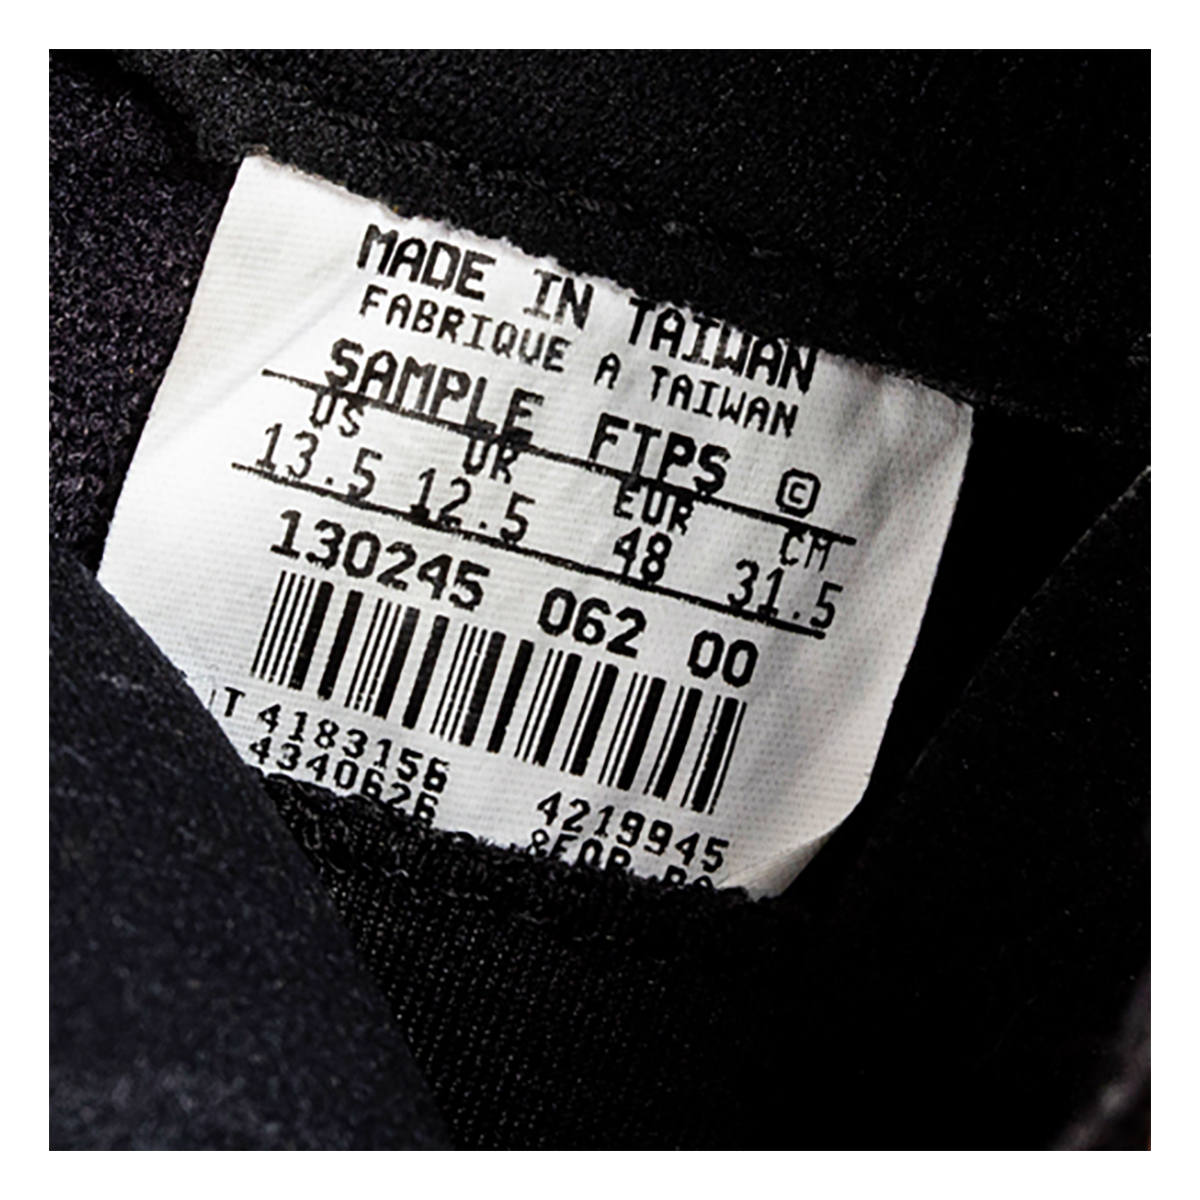 MADE IN TAIWAN
FABRIQUE A TAIWAN
SAMPLE FTPS ©
US UK EUR CM
13.5 12.5 48 31.5
130245 062 00
T 4183156 4219945
4340626